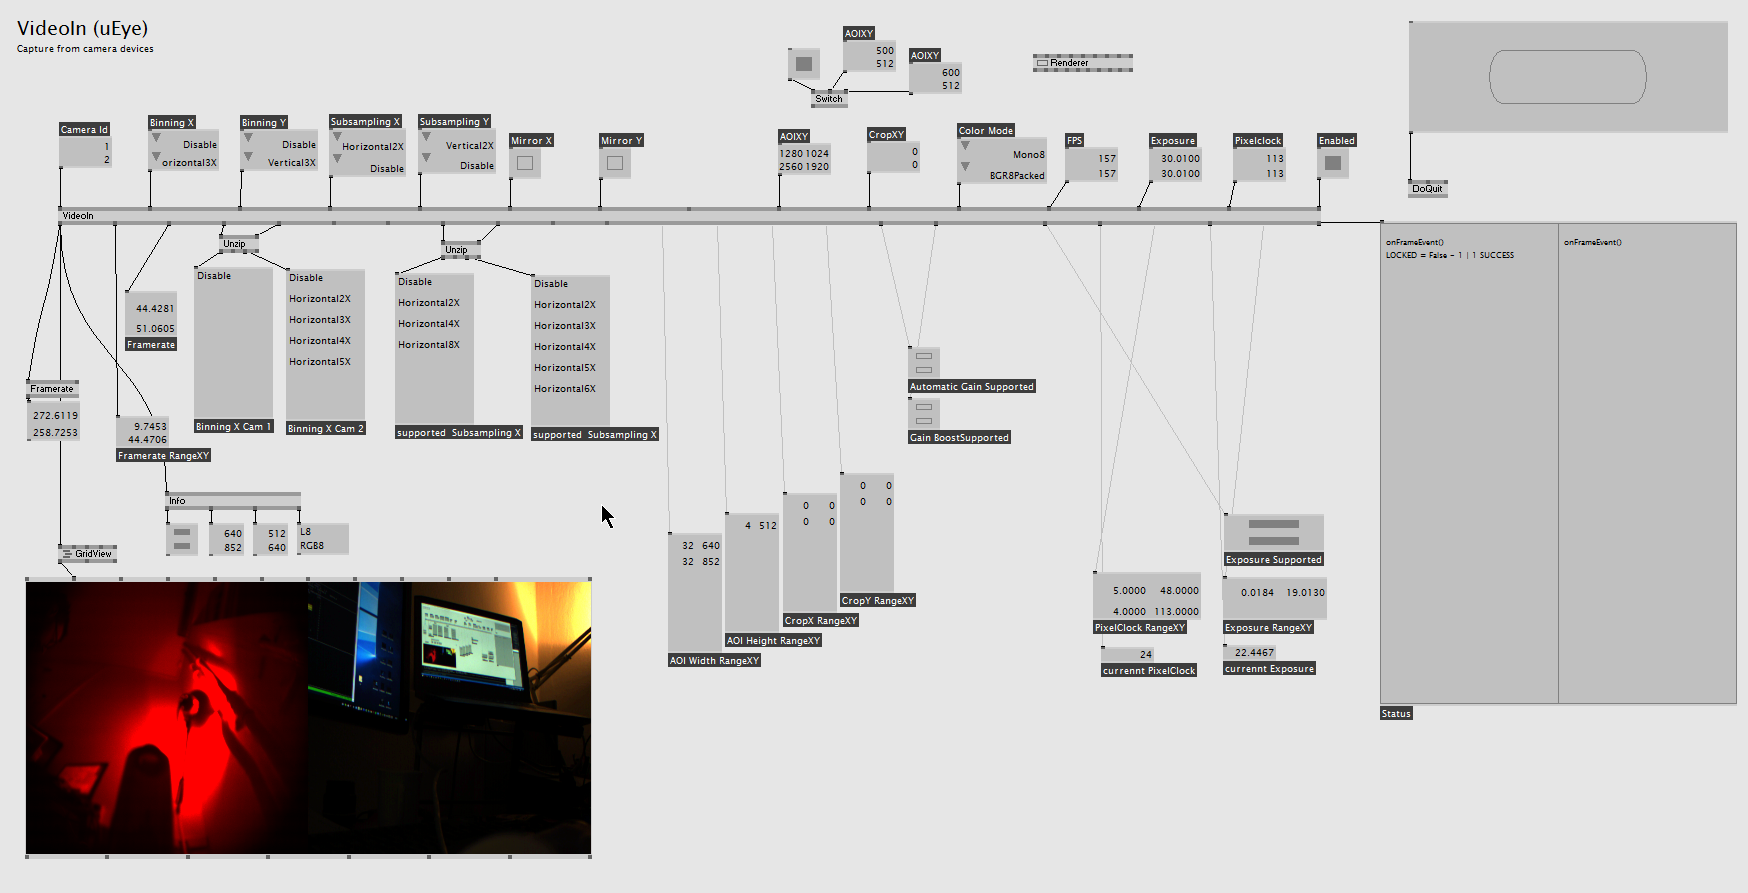 VideoIn (uEye)
Capture from camera devices
AOIXY
500
512
AOIXY
600
512
Switch
Renderer
Camera Id
1
2
Binning X
Disable
orizontal3X
Binning Y
Disable
Vertical3X
Subsampling X
Horizontal2X
Disable
Subsampling Y
Vertical2X
Disable
Mirror X
Mirror Y
AOIXY
1280 1024
2560 1920
CropXY
0
0
Color Mode
Mono8
BGR8Packed
FPS
157
157
Exposure
30.0100
30.0100
Pixelclock
113
113
Enabled
DoQuit
VideoIn
Unzip
Unzip
onFrameEvent()
LOCKED = False - 1 | 1 SUCCESS
onFrameEvent()
Status
44.4281
51.0605
Framerate
Disable
Binning X Cam 1
Disable
Horizontal2X
Horizontal3X
Horizontal4X
Horizontal5X
Binning X Cam 2
Disable
Horizontal2X
Horizontal4X
Horizontal8X
supported Subsampling X
Disable
Horizontal2X
Horizontal3X
Horizontal4X
Horizontal5X
Horizontal6X
supported Subsampling X
Framerate
272.6119
258.7253
9.7453
44.4706
Framerate RangeXY
Automatic Gain Supported
Gain BoostSupported
Info
640
852
512
640
L8
RGB8
GridView
32 640
32 852
AOI Width RangeXY
4 512
AOI Height RangeXY
0 0
0 0
CropX RangeXY
0 0
0 0
CropY RangeXY
5.0000 48.0000
4.0000 113.0000
PixelClock RangeXY
24
currennt PixelClock
Exposure Supported
0.0184 19.0130
Exposure RangeXY
22.4467
currennt Exposure